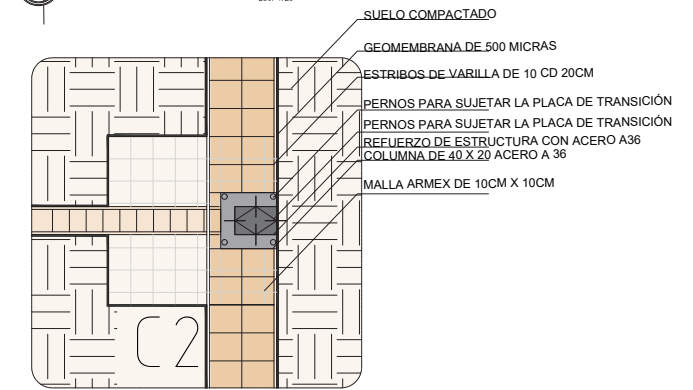 SUELO COMPACTADO
GEOMEMBRANA DE 500 MICRAS
ESTRIBOS DE VARILLA DE 10 CD 20CM
PERNOS PARA SUJETAR LA PLACA DE TRANSICIÓN
PERNOS PARA SUJETAR LA PLACA DE TRANSICIÓN
REFUERZO DE ESTRUCTURA CON ACERO A36
COLUMNA DE 40 X 20 ACERO A 36
MALLA ARMEX DE 10CM X 10CM
C2